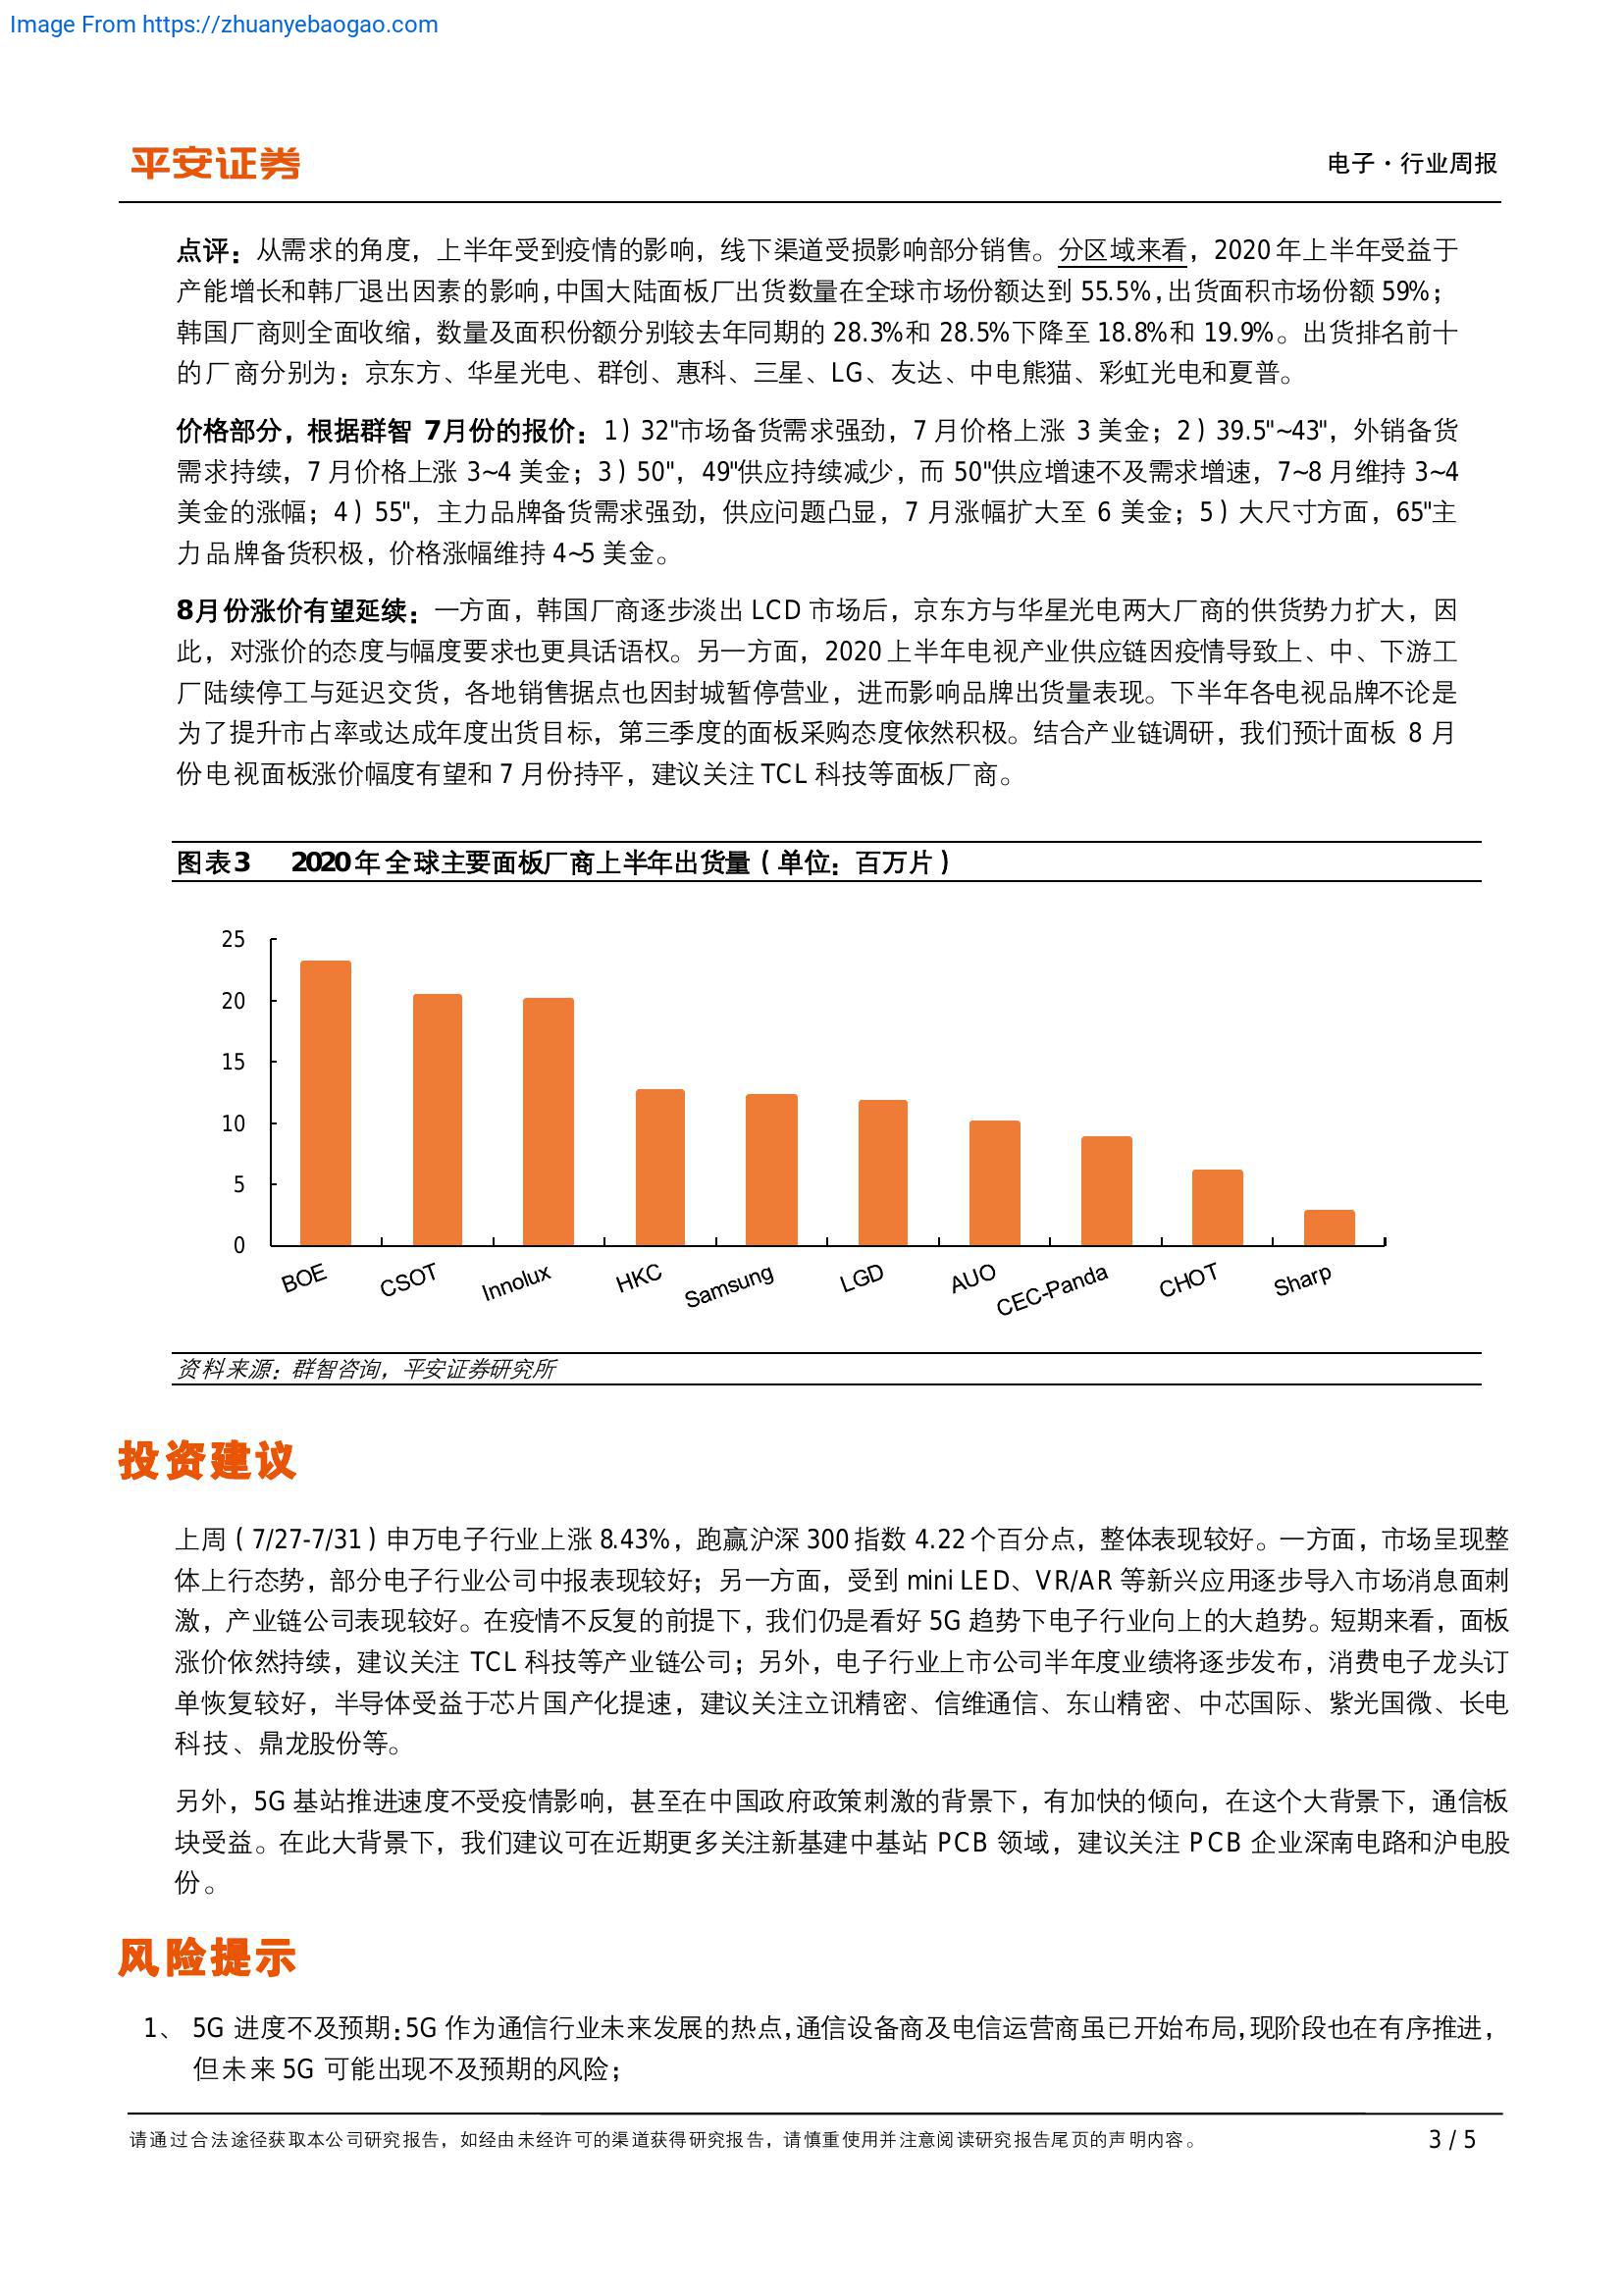 Image From https://zhuanyebaogao.com
平安证券
电子·行业周报
点评：从需求的角度，上半年受到疫情的影响，线下渠道受损影响部分销售。分区域来看，2020年上半年受益于
产能增长和韩厂退出因素的影响，中国大陆面板厂出货数量在全球市场份额达到 55.5%，出货面积市场份额 59%；
韩国厂商则全面收缩，数量及面积份额分别较去年同期的 28.3%和 28.5%下降至 18.8%和 19.9%。出货排名前十
的厂商分别为：京东方、华星光电、群创、惠科、三星、LG、友达、中电熊猫、彩虹光电和夏普。
价格部分，根据群智 7月份的报价：1）32"市场备货需求强劲，7 月价格上涨 3 美金；2）39.5"~43"，外销备货
需求持续，7 月价格上涨 3~4 美金；3）50"，49"供应持续减少，而 50"供应增速不及需求增速，7~8 月维持 3~4
美金的涨幅；4）55"，主力品牌备货需求强劲，供应问题凸显，7 月涨幅扩大至 6 美金；5）大尺寸方面，65"主
力品牌备货积极，价格涨幅维持 4~5 美金。
8月份涨价有望延续：一方面，韩国厂商逐步淡出 LCD 市场后，京东方与华星光电两大厂商的供货势力扩大，因
此，对涨价的态度与幅度要求也更具话语权。另一方面，2020 上半年电视产业供应链因疫情导致上、中、下游工
厂陆续停工与延迟交货，各地销售据点也因封城暂停营业，进而影响品牌出货量表现。下半年各电视品牌不论是
为了提升市占率或达成年度出货目标，第三季度的面板采购态度依然积极。结合产业链调研，我们预计面板 8 月
份电视面板涨价幅度有望和 7 月份持平，建议关注 TCL 科技等面板厂商。
图表3 2020年全球主要面板厂商上半年出货量（单位：百万片）
25
20
15
10
5
0
BOE
CSOT
Innolux
HKC
Samsung
LGD
AUO
CEC-Panda
CHOT
Sharp
资料来源：群智咨询，平安证券研究所
投资建议
上周（7/27-7/31）申万电子行业上涨 8.43%，跑赢沪深 300 指数 4.22 个百分点，整体表现较好。一方面，市场呈现整
体上行态势，部分电子行业公司中报表现较好；另一方面，受到 mini LED、VR/AR 等新兴应用逐步导入市场消息面刺
激，产业链公司表现较好。在疫情不反复的前提下，我们仍是看好 5G 趋势下电子行业向上的大趋势。短期来看，面板
涨价依然持续，建议关注 TCL 科技等产业链公司；另外，电子行业上市公司半年度业绩将逐步发布，消费电子龙头订
单恢复较好，半导体受益于芯片国产化提速，建议关注立讯精密、信维通信、东山精密、中芯国际、紫光国微、长电
科技、鼎龙股份等。
另外，5G 基站推进速度不受疫情影响，甚至在中国政府政策刺激的背景下，有加快的倾向，在这个大背景下，通信板
块受益。在此大背景下，我们建议可在近期更多关注新基建中基站 PCB 领域，建议关注 PCB 企业深南电路和沪电股
份。
风险提示
1、 5G 进度不及预期：5G 作为通信行业未来发展的热点，通信设备商及电信运营商虽已开始布局，现阶段也在有序推进，
但未来 5G 可能出现不及预期的风险；
请通过合法途径获取本公司研究报告，如经由未经许可的渠道获得研究报告，请慎重使用并注意阅读研究报告尾页的声明内容。
3 / 5